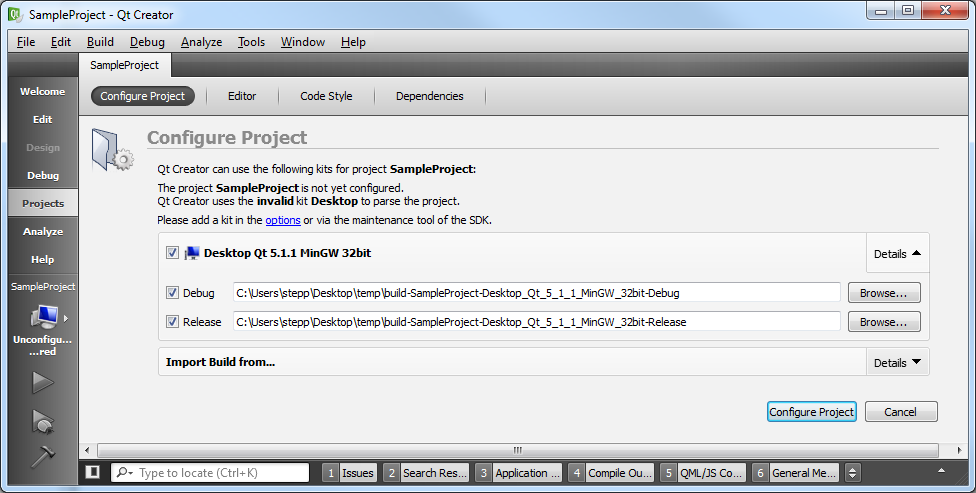 SampleProject - Qt Creator
File Edit Build Debug Analyze Tools Window Help
SampleProject
Configure Project Editor Code Style Dependencies
Welcome
Edit
Design
Debug
Projects
Analyze
Help
SampleProject
Unconfigu...
...red
Configure Project
Qt Creator can use the following kits for project SampleProject:
The project SampleProject is not yet configured.
Qt Creator uses the invalid kit Desktop to parse the project.
Please add a kit in the options or via the maintenance tool of the SDK.
Desktop Qt 5.1.1 MinGW 32bit Details
Debug C:\Users\stepp\Desktop\temp\build-SampleProject-Desktop_Qt_5_1_1_MinGW_32bit-Debug Browse...
Release C:\Users\stepp\Desktop\temp\build-SampleProject-Desktop_Qt_5_1_1_MinGW_32bit-Release Browse...
Import Build from... Details
Configure Project Cancel
Type to locate (Ctrl+K) 1 Issues 2 Search Res... 3 Application ... 4 Compile Ou... 5 QML/JS Co... 6 General Me...